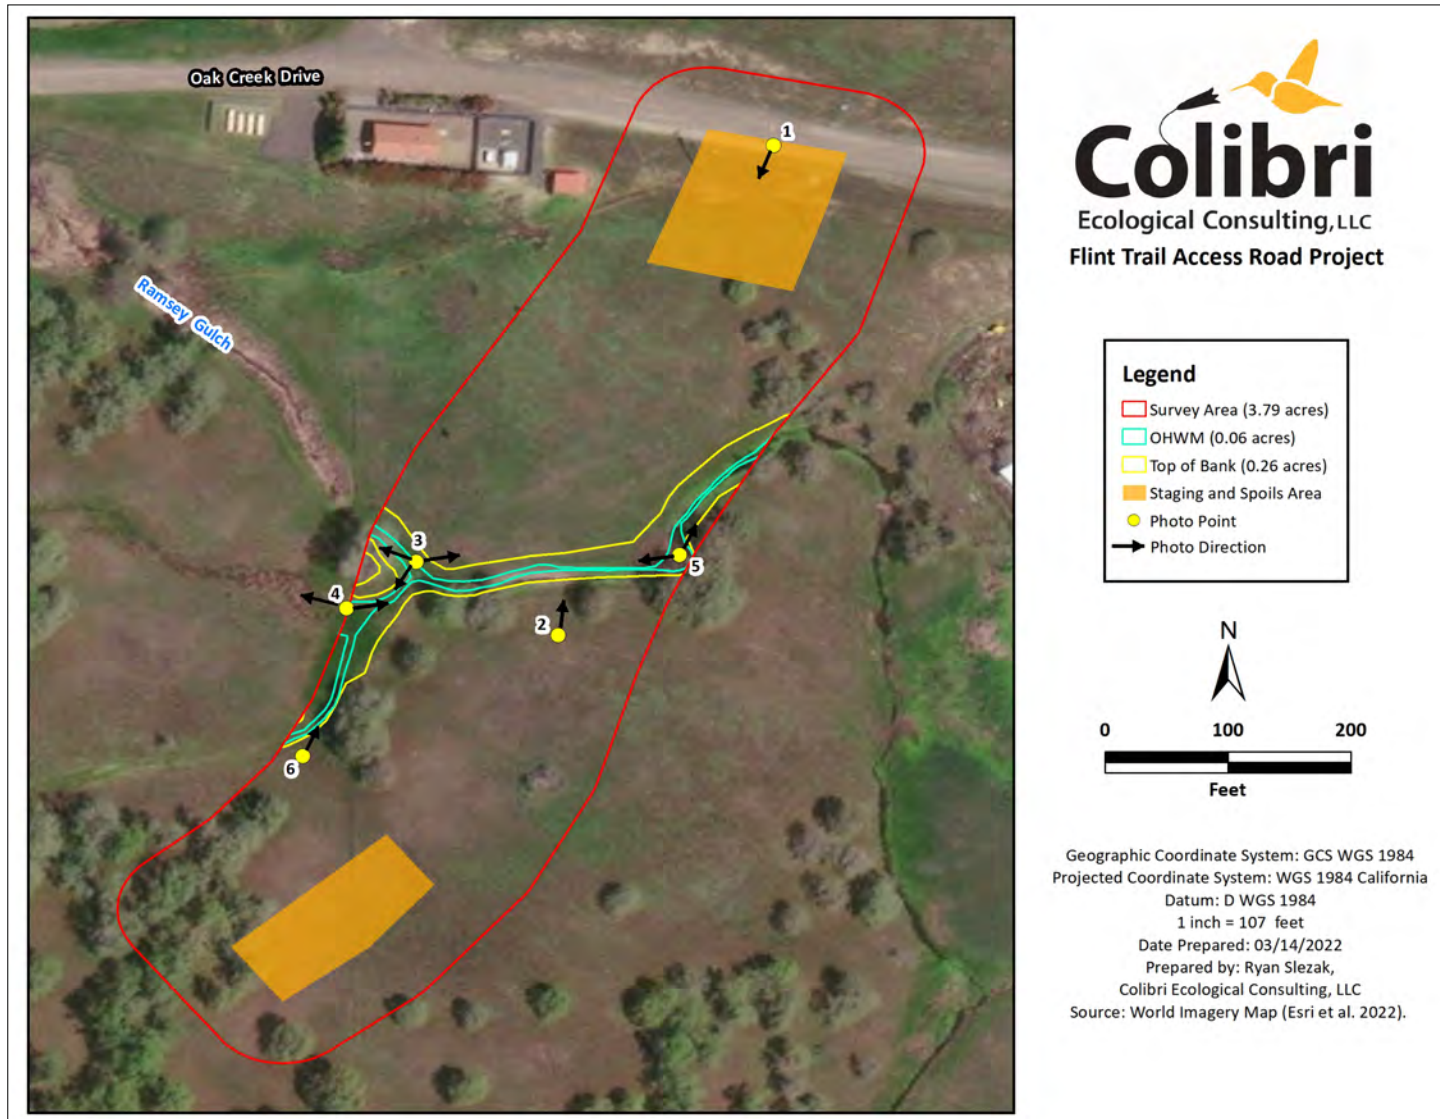 Oak Creek Drive
Ramsey Gulch
1
2
3
4
5
6
Colibri
Ecological Consulting, LLC
Flint Trail Access Road Project
Legend
Survey Area (3.79 acres)
OHWM (0.06 acres)
Top of Bank (0.26 acres)
Staging and Spoils Area
Photo Point
Photo Direction
N
0 100 200
Feet
Geographic Coordinate System: GCS WGS 1984
Projected Coordinate System: WGS 1984 California
Datum: D WGS 1984
1 inch = 107 feet
Date Prepared: 03/14/2022
Prepared by: Ryan Slezak,
Colibri Ecological Consulting, LLC
Source: World Imagery Map (Esri et al. 2022).